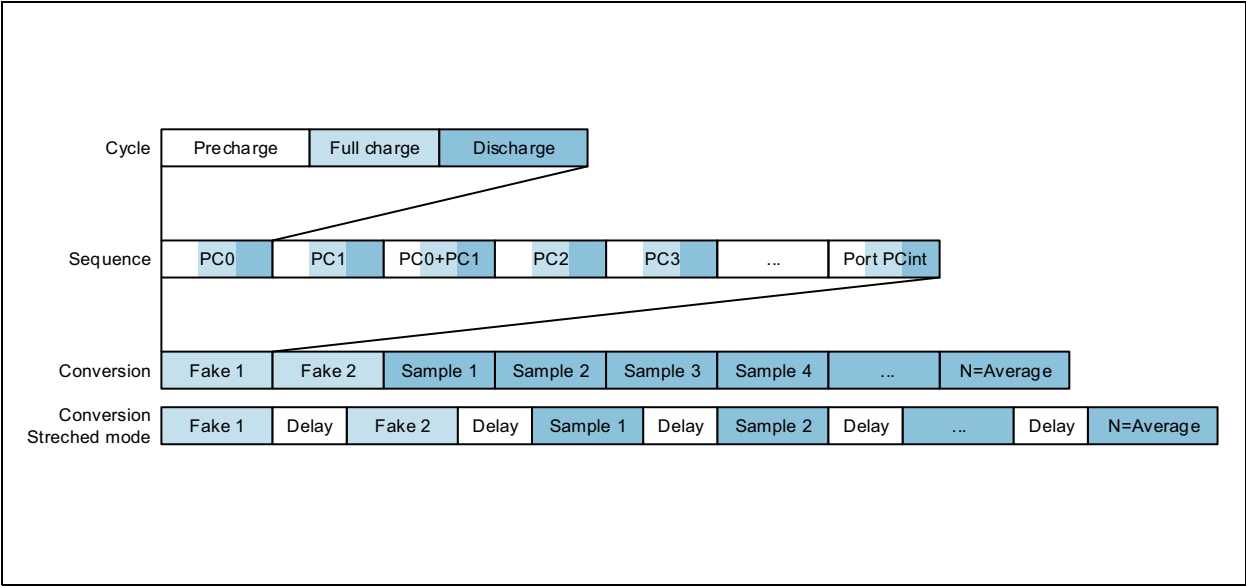 Cycle Precharge Full charge Discharge
Sequence PC0 PC1 PC0+PC1 PC2 PC3 ... Port PCint
Conversion Fake 1 Fake 2 Sample 1 Sample 2 Sample 3 Sample 4 ... N=Average
Conversion
Streched mode Fake 1 Delay Fake 2 Delay Sample 1 Delay Sample 2 Delay ... Delay N=Average